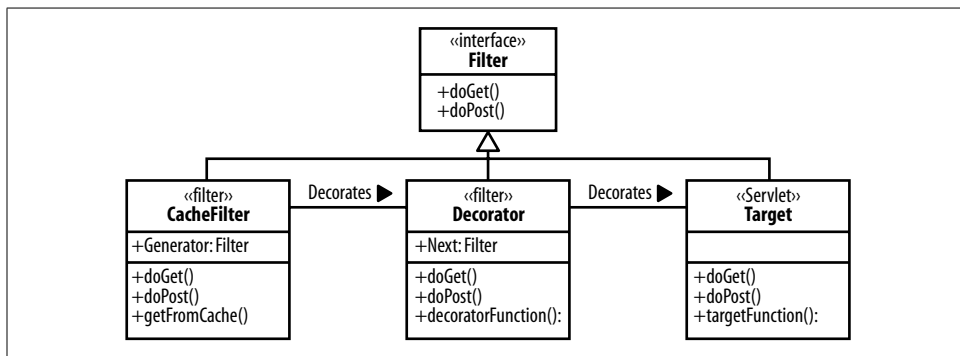 ‹‹interface››
Filter
+doGet()
+doPost()
Decorates ▶
Decorates ▶
‹‹filter››
CacheFilter
+Generator: Filter
+doGet()
+doPost()
+getFromCache()
‹‹filter››
Decorator
+Next: Filter
+doGet()
+doPost()
+decoratorFunction():
‹‹Servlet››
Target
+doGet()
+doPost()
+targetFunction():